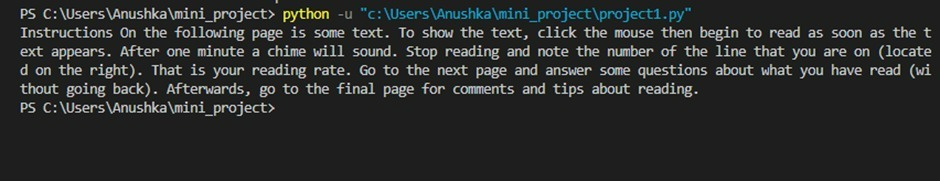 PS C:\Users\Anushka\mini_project> python -u "c:\Users\Anushka\mini_project\project1.py"
Instructions On the following page is some text. To show the text, click the mouse then begin to read as soon as the t
ext appears. After one minute a chime will sound. Stop reading and note the number of the line that you are on (locate
d on the right). That is your reading rate. Go to the next page and answer some questions about what you have read (wi
thout going back). Afterwards, go to the final page for comments and tips about reading.
PS C:\Users\Anushka\mini_project>